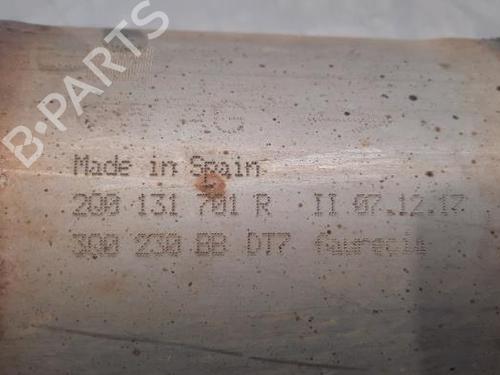 B-PARTS
Made in Spain
2Q0 131 701 R II 07.12.17
3Q0 230 BB DT7 faurecia